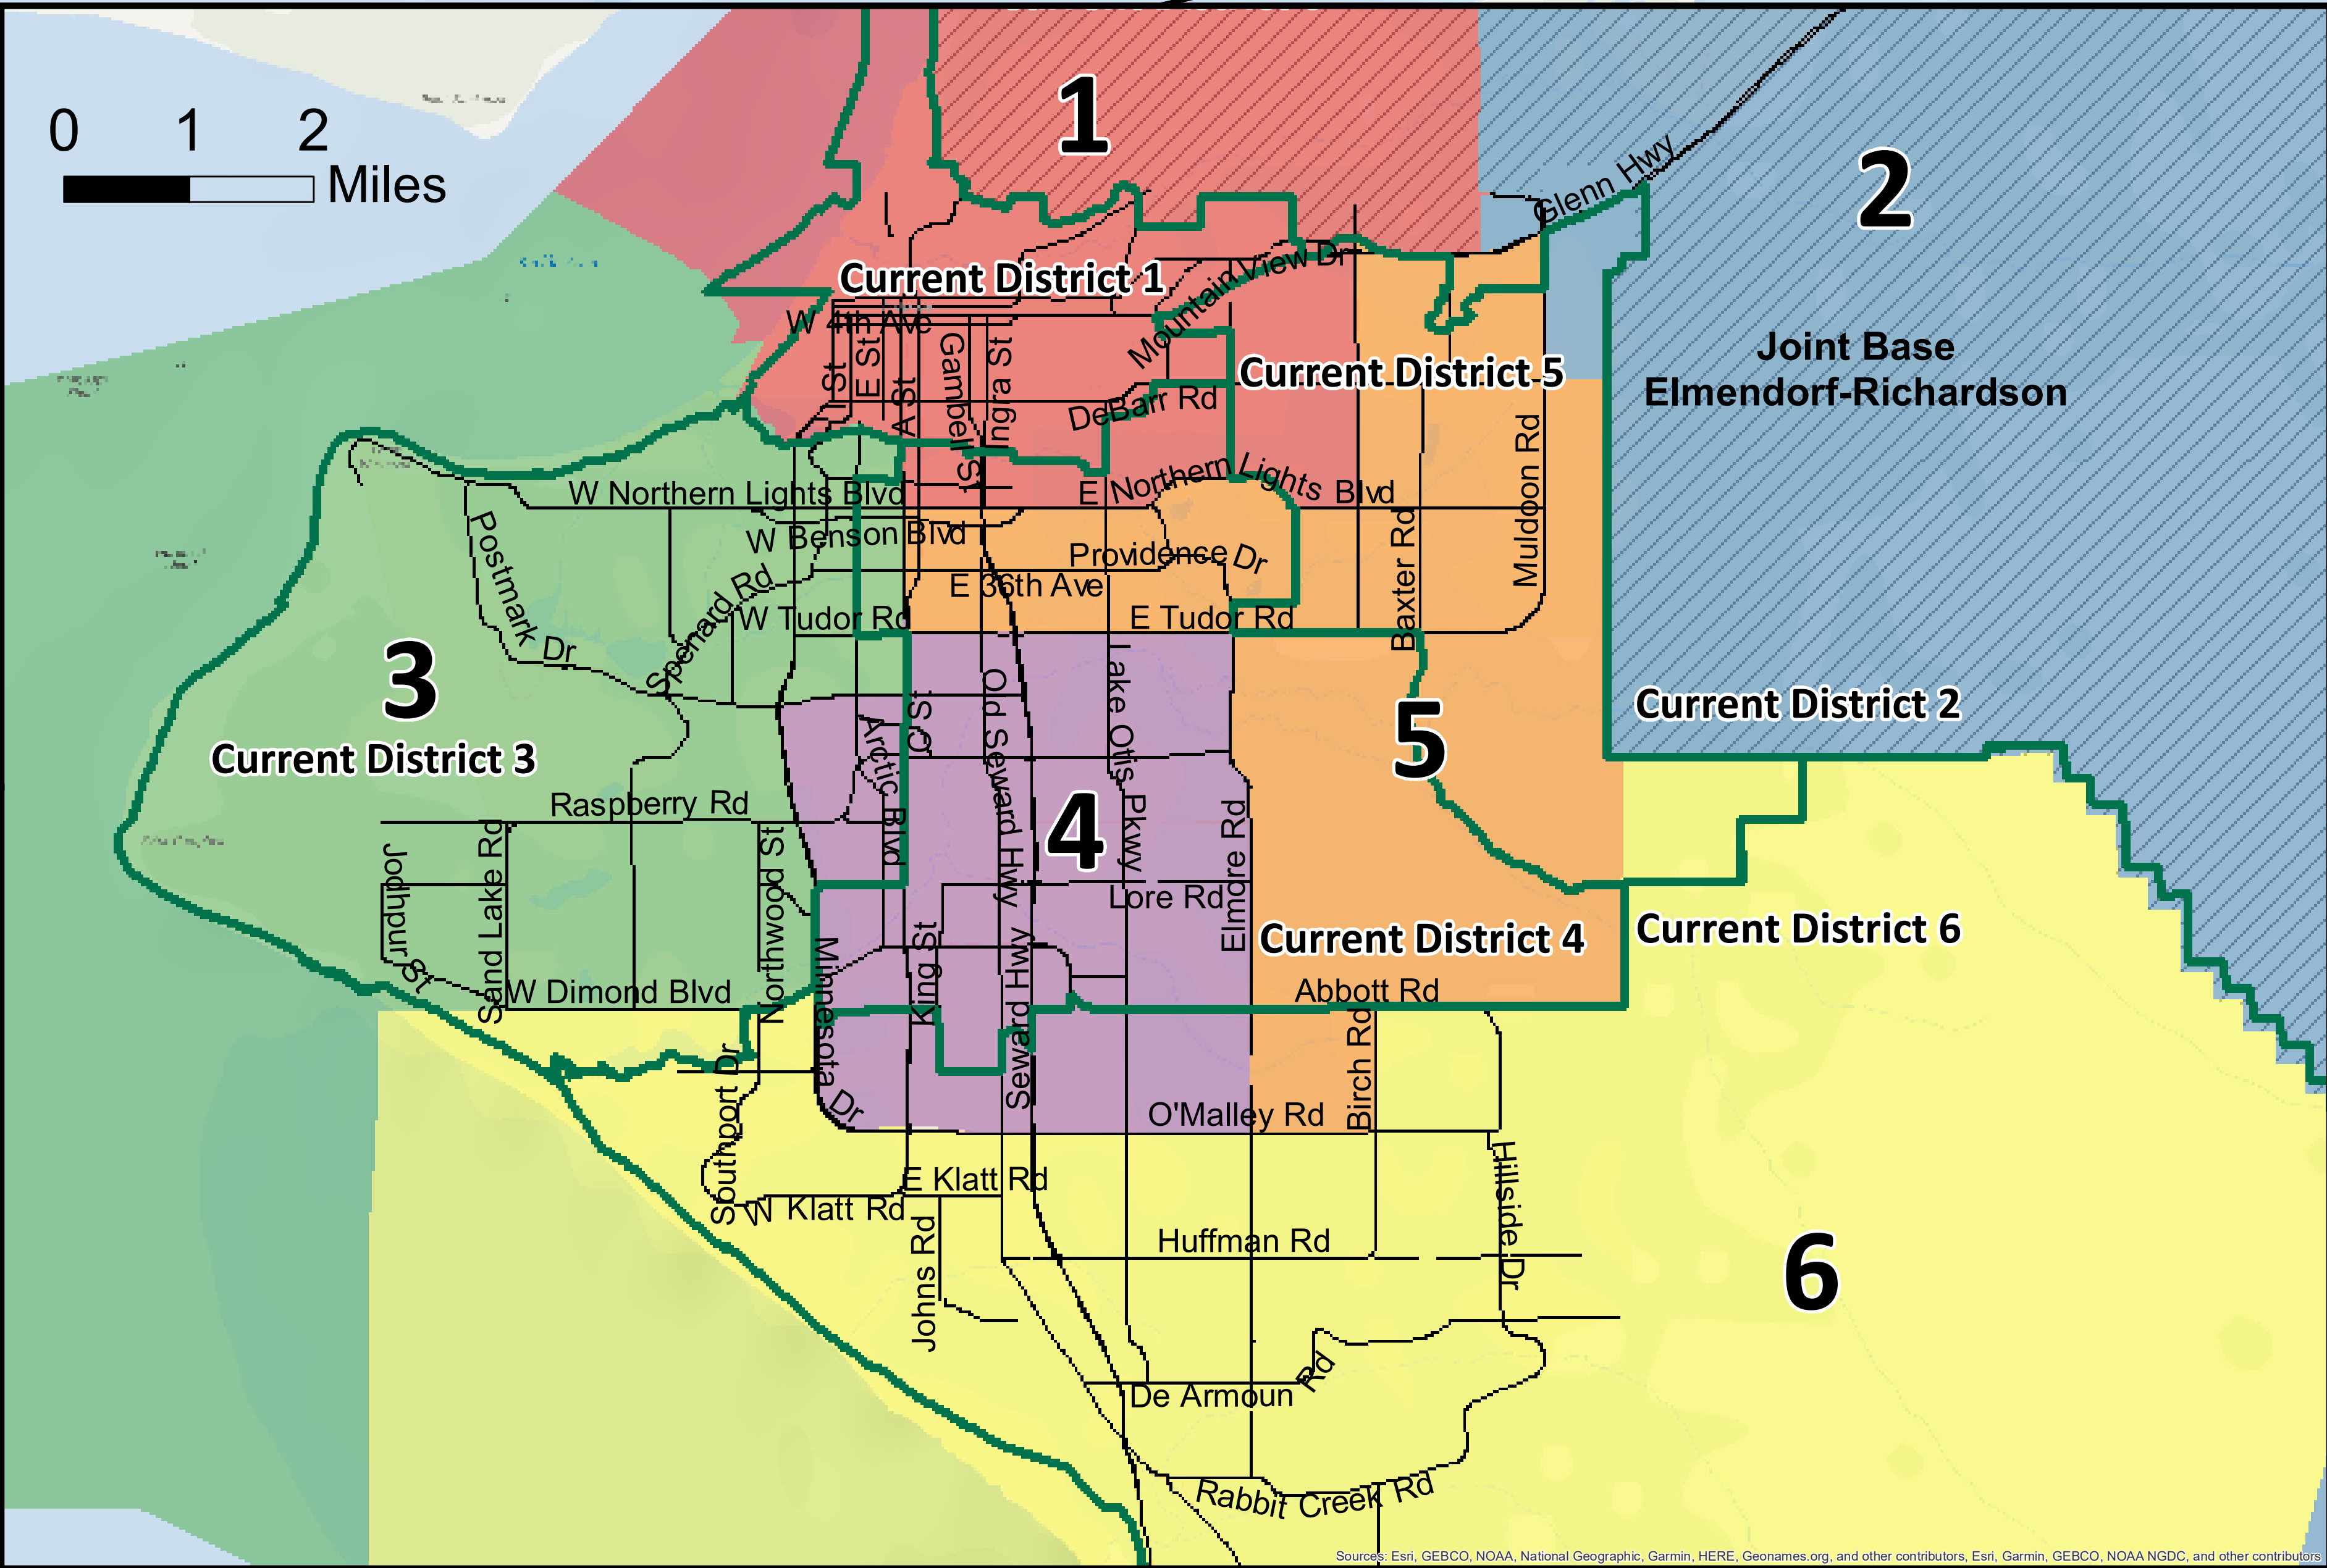 0 1 2
Miles
1
2
Glenn Hwy
Current District 1
Mountain View Dr
W 4th Ave
I St
E St
A St
Gambell St
Ingra St
DeBarr Rd
Current District 5
Joint Base
Elmendorf-Richardson
Muldoon Rd
W Northern Lights Blvd
E Northern Lights Blvd
Postmark Dr
W Benson Blvd
Providence Dr
E 36th Ave
Spenard Rd
W Tudor Rd
E Tudor Rd
Baxter Rd
3
Current District 3
C St
Old Seward Hwy
Lake Otis Pkwy
5
Current District 2
Arctic Blvd
Raspberry Rd
4
Jodhpur St
Sand Lake Rd
Northwood St
Elmore Rd
Lore Rd
Current District 4
Current District 6
King St
Seward Hwy
Minnesota Dr
W Dimond Blvd
Abbott Rd
Birch Rd
Southport Dr
O'Malley Rd
E Klatt Rd
W Klatt Rd
Hillside Dr
Johns Rd
Huffman Rd
6
De Armoun Rd
Rabbit Creek Rd
Sources: Esri, GEBCO, NOAA, National Geographic, Garmin, HERE, Geonames.org, and other contributors, Esri, Garmin, GEBCO, NOAA NGDC, and other contributors